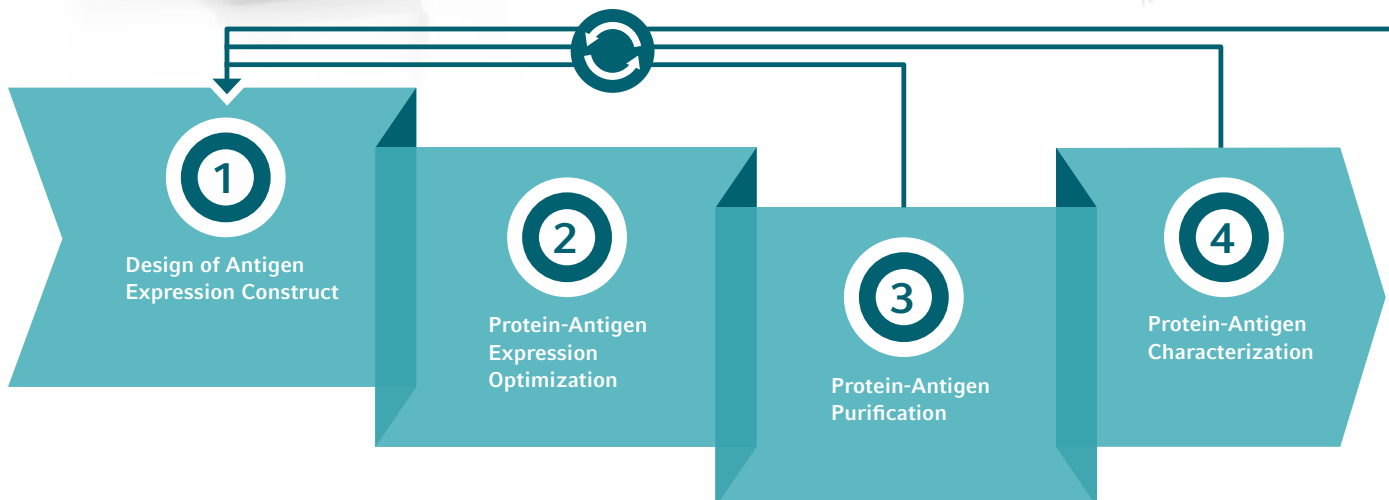 1
Design of Antigen
Expression Construct
2
Protein-Antigen
Expression
Optimization
3
Protein-Antigen
Purification
4
Protein-Antigen
Characterization